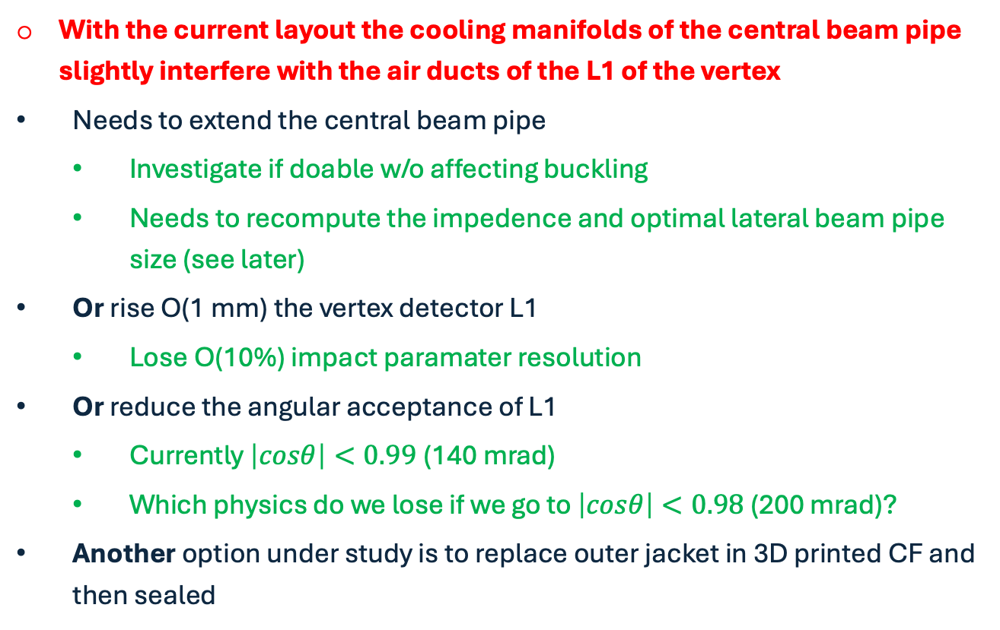 ○ With the current layout the cooling manifolds of the central beam pipe
slightly interfere with the air ducts of the L1 of the vertex
• Needs to extend the central beam pipe
• Investigate if doable w/o affecting buckling
• Needs to recompute the impedence and optimal lateral beam pipe
size (see later)
• Or rise O(1 mm) the vertex detector L1
• Lose O(10%) impact paramater resolution
• Or reduce the angular acceptance of L1
• Currently |cosθ| < 0.99 (140 mrad)
• Which physics do we lose if we go to |cosθ| < 0.98 (200 mrad)?
• Another option under study is to replace outer jacket in 3D printed CF and
then sealed